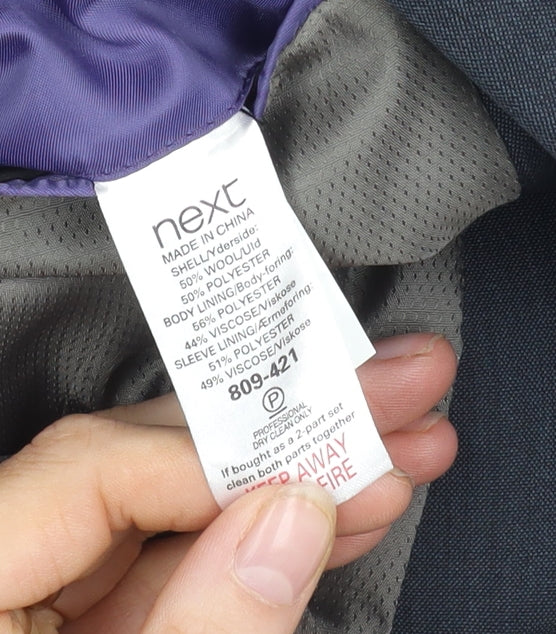 next
MADE IN CHINA
SHELL/Yderside:
50% WOOL/Uld
50% POLYESTER
BODY LINING/Body-foring:
56% POLYESTER
44% VISCOSE/Viskose
SLEEVE LINING/Ærmeforing:
51% POLYESTER
49% VISCOSE/Viskose
809-421
P
PROFESSIONAL
DRY CLEAN ONLY
If bought as a 2-part set
clean both parts together
KEEP AWAY
FIRE